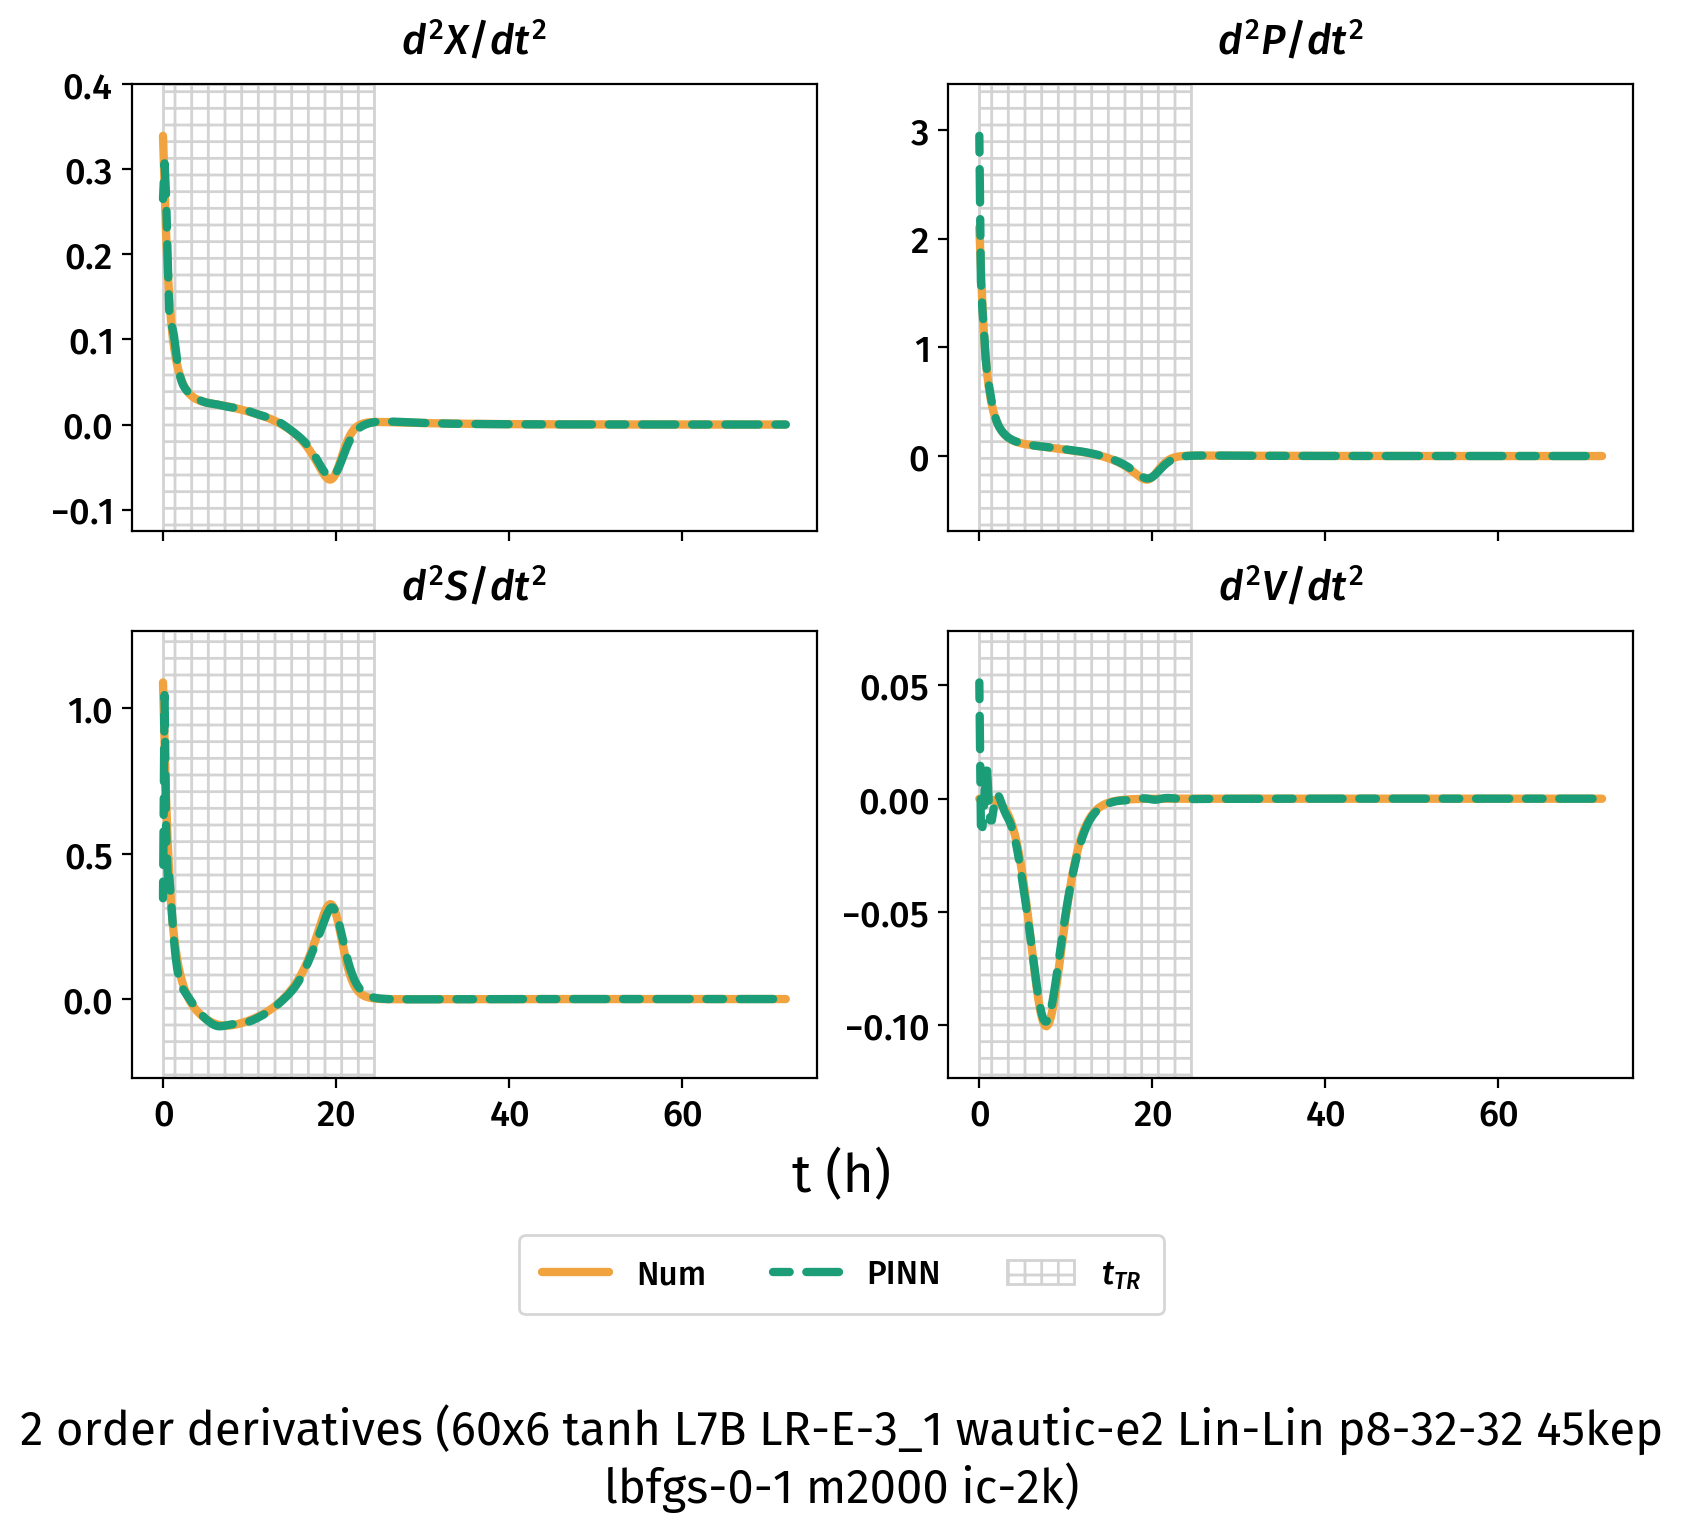 d²X/dt²
d²P/dt²
0.4
0.3
0.2
0.1
0.0
−0.1
3
2
1
0
d²S/dt²
d²V/dt²
1.0
0.5
0.0
0.05
0.00
−0.05
−0.10
0 20 40 60
0 20 40 60
t (h)
Num PINN t_TR
2 order derivatives (60x6 tanh L7B LR-E-3_1 wautic-e2 Lin-Lin p8-32-32 45kep
lbfgs-0-1 m2000 ic-2k)